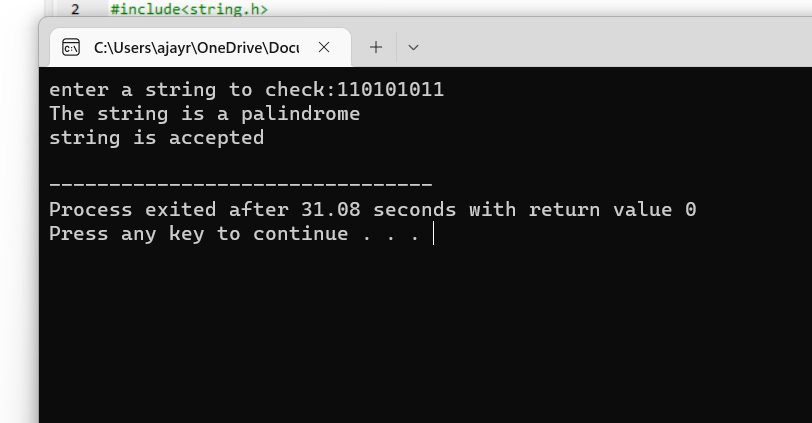 2 #include<string.h>
C:\Users\ajayr\OneDrive\Docu
enter a string to check:110101011
The string is a palindrome
string is accepted
--------------------------------
Process exited after 31.08 seconds with return value 0
Press any key to continue . . .